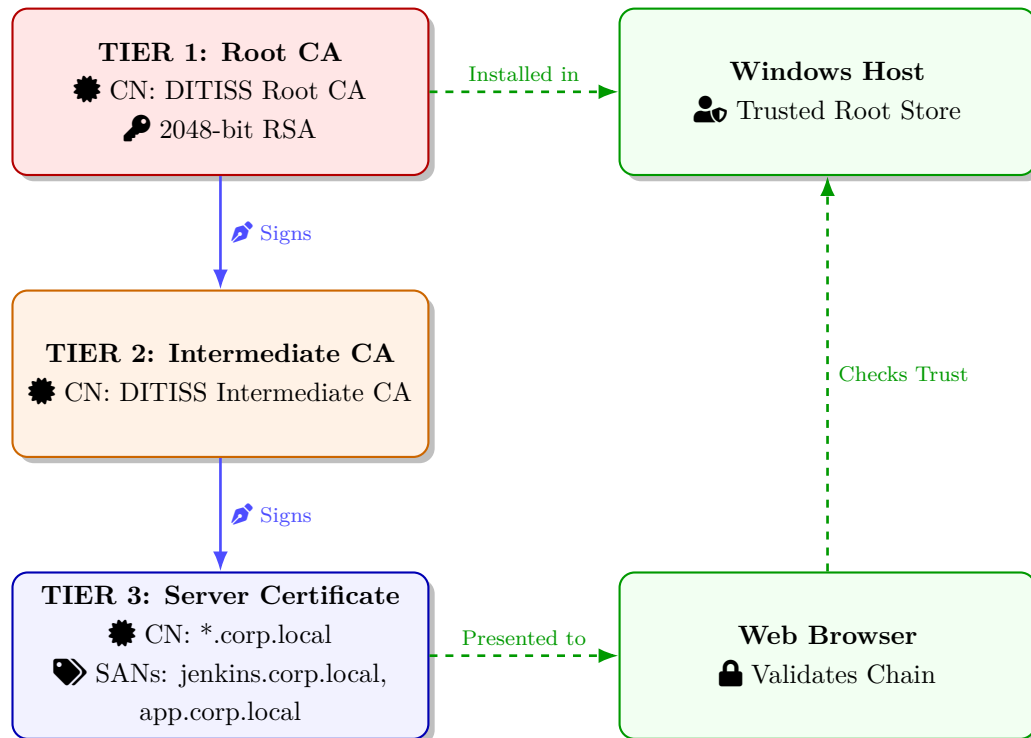 TIER 1: Root CA
CN: DITISS Root CA
2048-bit RSA
Installed in
Windows Host
Trusted Root Store
Signs
TIER 2: Intermediate CA
CN: DITISS Intermediate CA
Checks Trust
Signs
TIER 3: Server Certificate
CN: *.corp.local
SANs: jenkins.corp.local,
app.corp.local
Presented to
Web Browser
Validates Chain